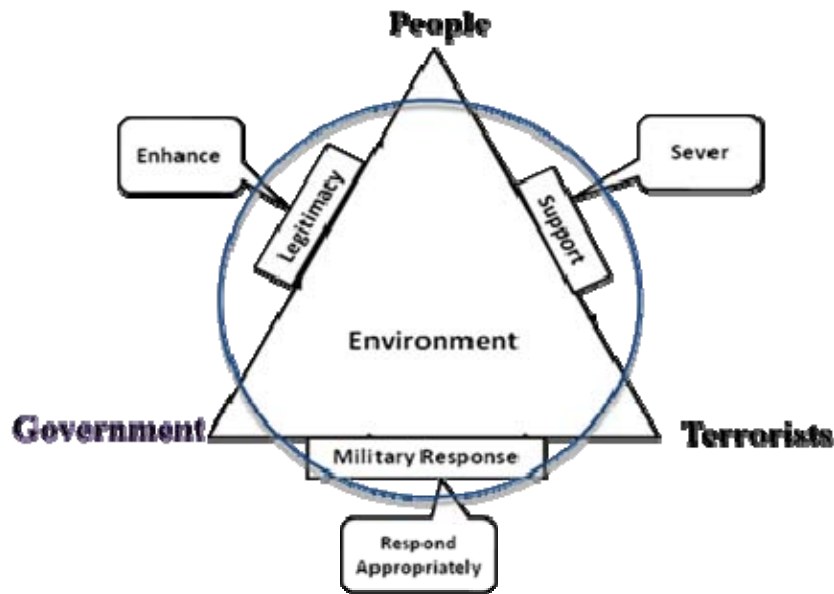 People
Enhance
Sever
Legitimacy
Support
Environment
Government
Terrorists
Military Response
Respond
Appropriately